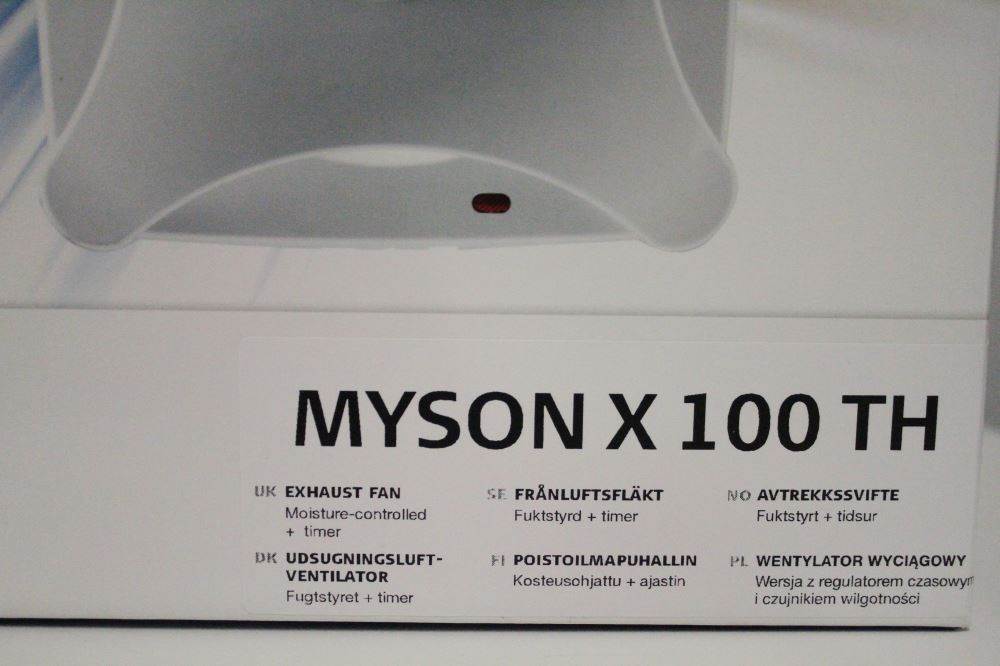 MYSON X 100 TH
UK EXHAUST FAN
Moisture-controlled
+ timer
SE FRÅNLUFTSFLÄKT
Fuktstyrd + timer
NO AVTREKKSSVIFTE
Fuktstyrt + tidsur
DK UDSUGNINGSLUFT-
VENTILATOR
Fugtstyret + timer
FI POISTOILMAPUHALLIN
Kosteusohjattu + ajastin
PL WENTYLATOR WYCIĄGOWY
Wersja z regulatorem czasowym
i czujnikiem wilgotności